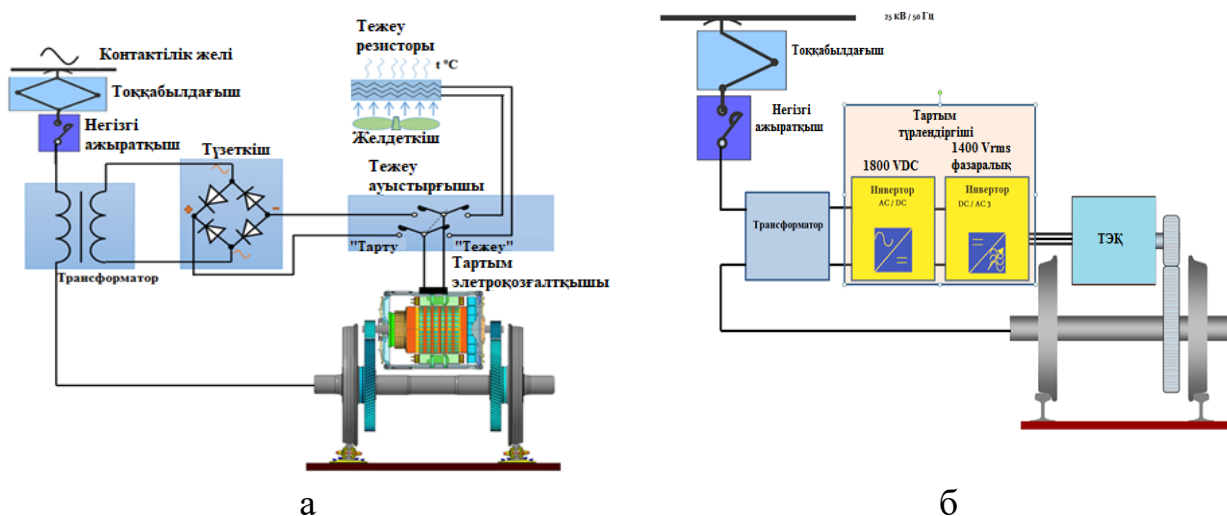 Контактілік желі
Тоққабылдағыш
Негізгі
ажыратқыш
Түзеткіш
Трансформатор
Тежеу
резисторы
t °C
Желдеткіш
Тежеу
ауыстырғышы
+
-
"Тарту
"Тежеу"
Тартым
элетроқозғалтқышы
а
25 кВ / 50 Гц
Тоққабылдағыш
Негізгі
ажыратқыш
Тартым
түрлендіргіші
1800 VDC
1400 Vrms
фазаралық
Трансформатор
Инвертор
AC / DC
Инвертор
DC / AC 3
ТЭҚ
б